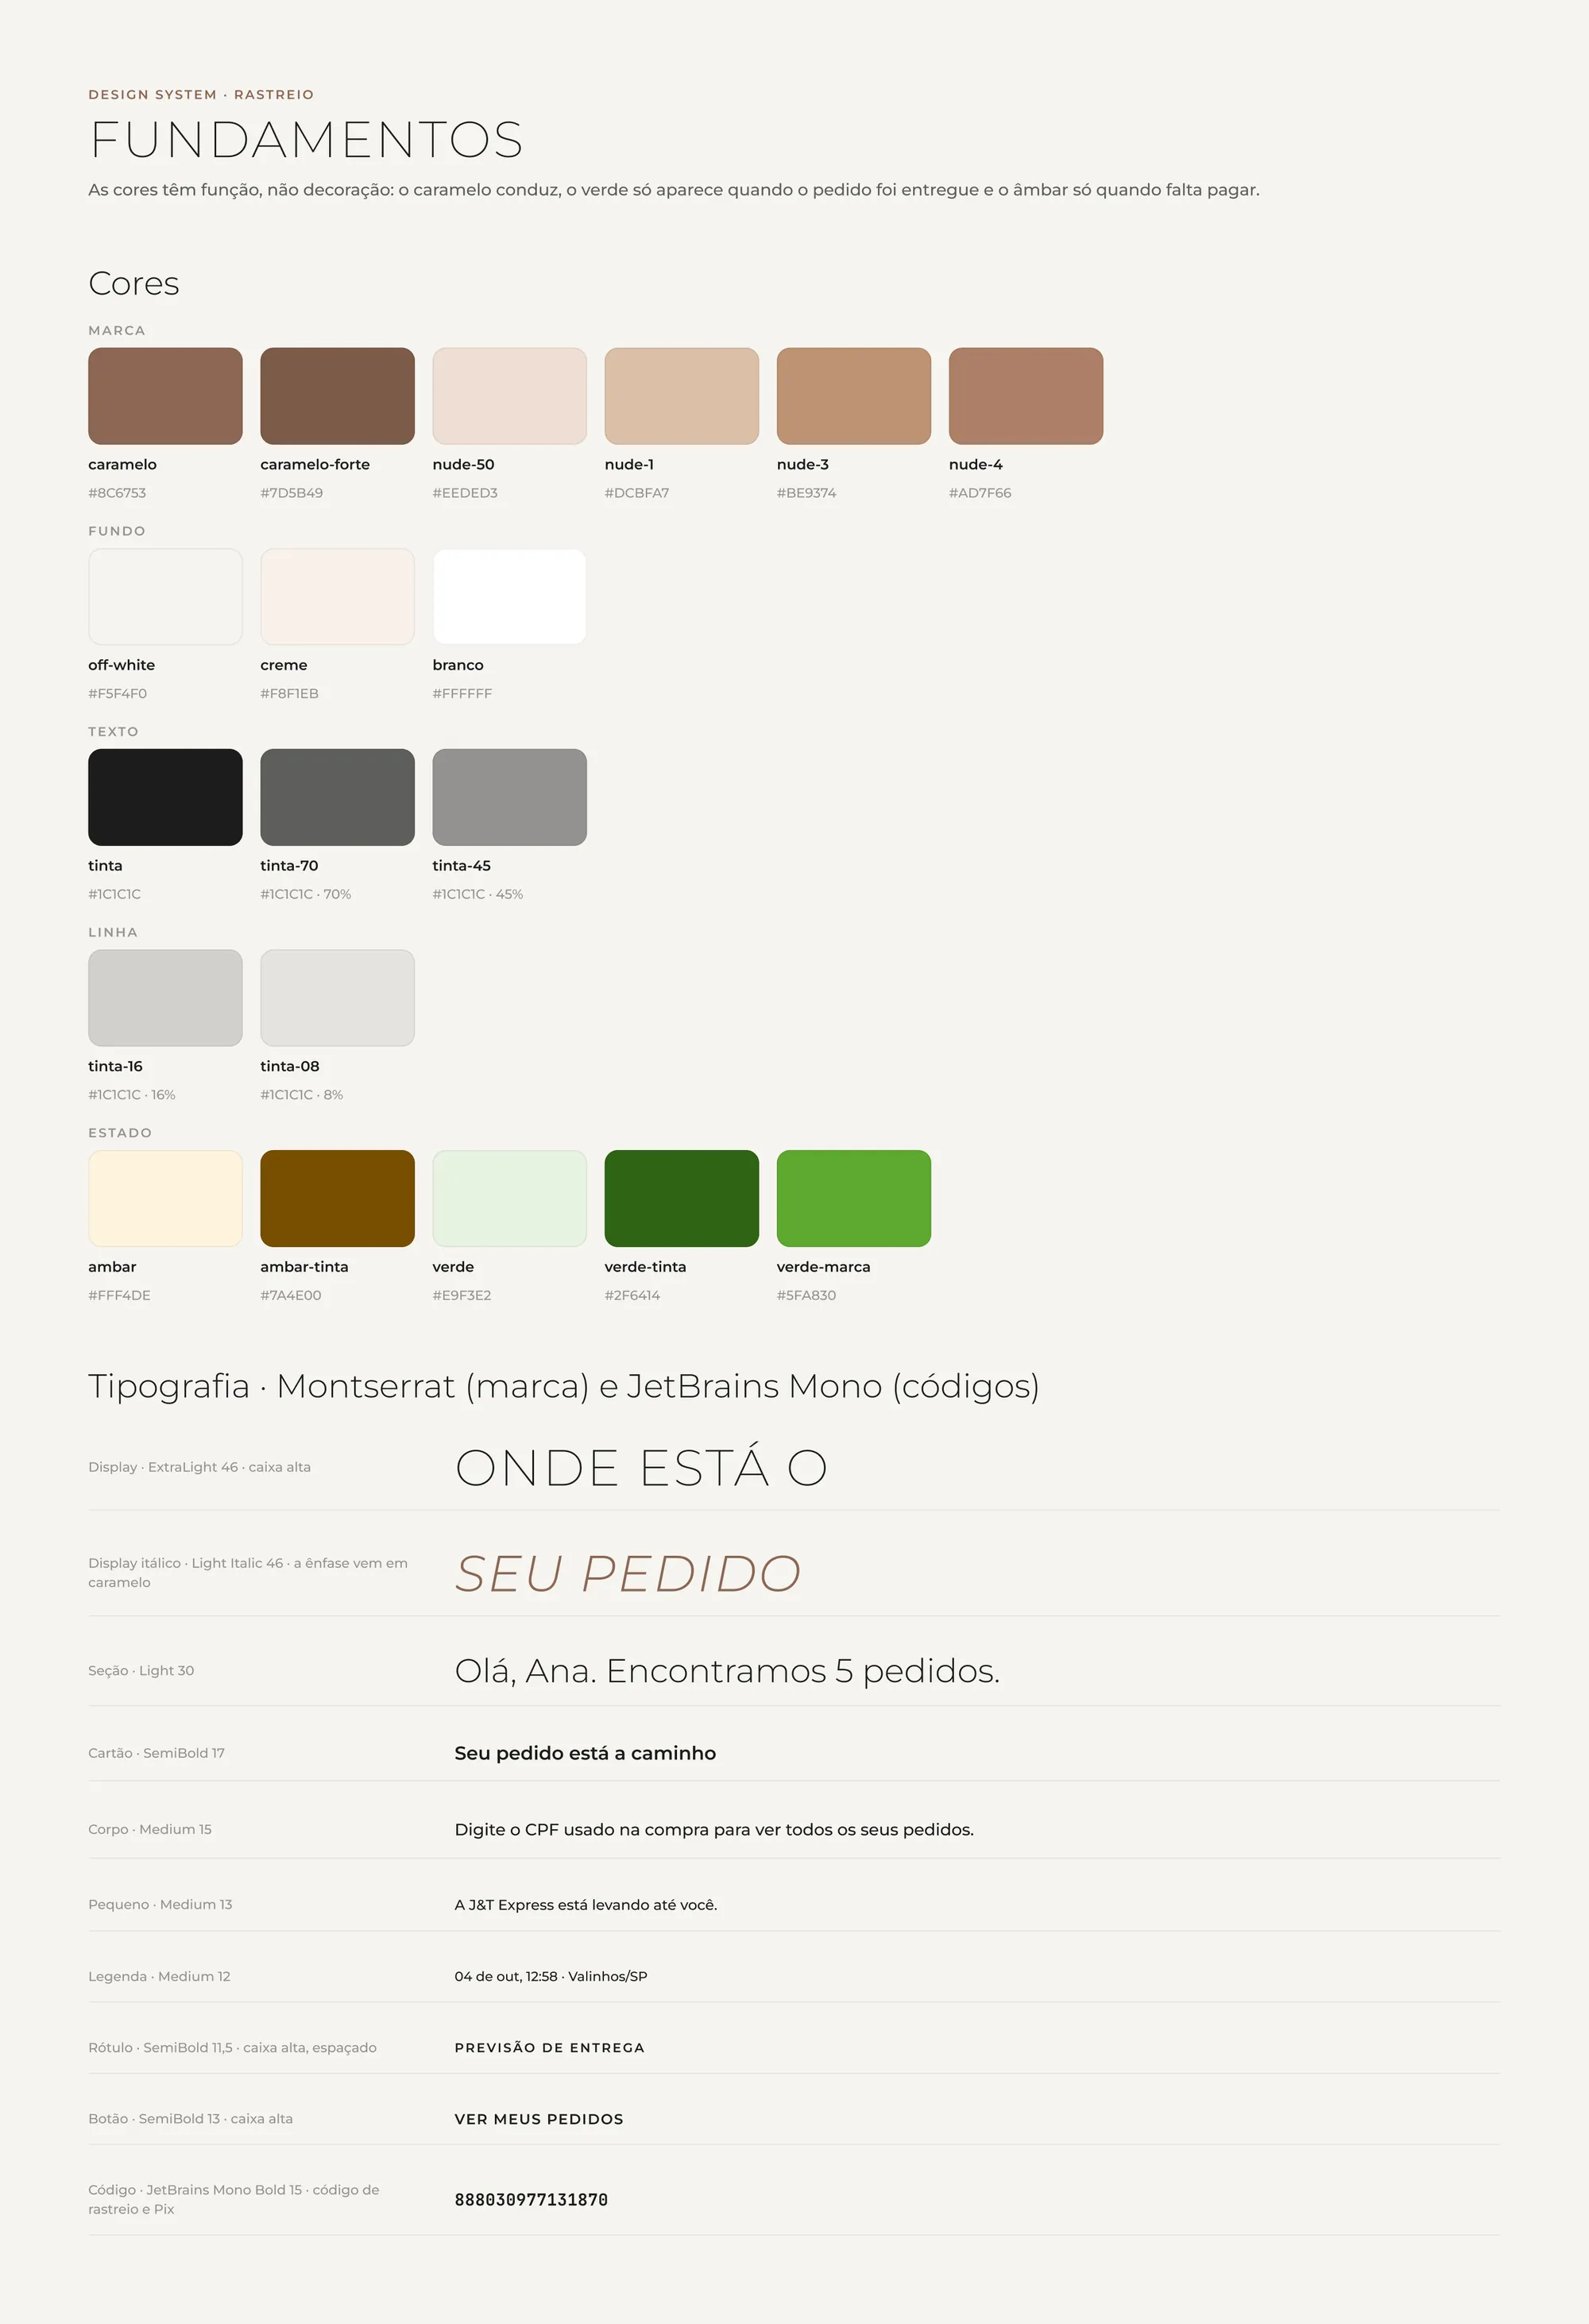 DESIGN SYSTEM · RASTREIO
FUNDAMENTOS
As cores têm função, não decoração: o caramelo conduz, o verde só aparece quando o pedido foi entregue e o âmbar só quando falta pagar.
Cores
MARCA
caramelo
caramelo-forte
nude-50
nude-1
nude-3
nude-4
#8C6753
#7D5B49
#EEDED3
#DCBFA7
#BE9374
#AD7F66
FUNDO
off-white
creme
branco
#F5F4F0
#F8F1EB
#FFFFFF
TEXTO
tinta
tinta-70
tinta-45
#1C1C1C
#1C1C1C · 70%
#1C1C1C · 45%
LINHA
tinta-16
tinta-08
#1C1C1C · 16%
#1C1C1C · 8%
ESTADO
ambar
ambar-tinta
verde
verde-tinta
verde-marca
#FFF4DE
#7A4E00
#E9F3E2
#2F6414
#5FA830
Tipografia · Montserrat (marca) e JetBrains Mono (códigos)
Display · ExtraLight 46 · caixa alta
ONDE ESTÁ O
Display itálico · Light Italic 46 · a ênfase vem em
caramelo
SEU PEDIDO
Seção · Light 30
Olá, Ana. Encontramos 5 pedidos.
Cartão · SemiBold 17
Seu pedido está a caminho
Corpo · Medium 15
Digite o CPF usado na compra para ver todos os seus pedidos.
Pequeno · Medium 13
A J&T Express está levando até você.
Legenda · Medium 12
04 de out, 12:58 · Valinhos/SP
Rótulo · SemiBold 11,5 · caixa alta, espaçado
PREVISÃO DE ENTREGA
Botão · SemiBold 13 · caixa alta
VER MEUS PEDIDOS
Código · JetBrains Mono Bold 15 · código de
rastreio e Pix
888030977131870